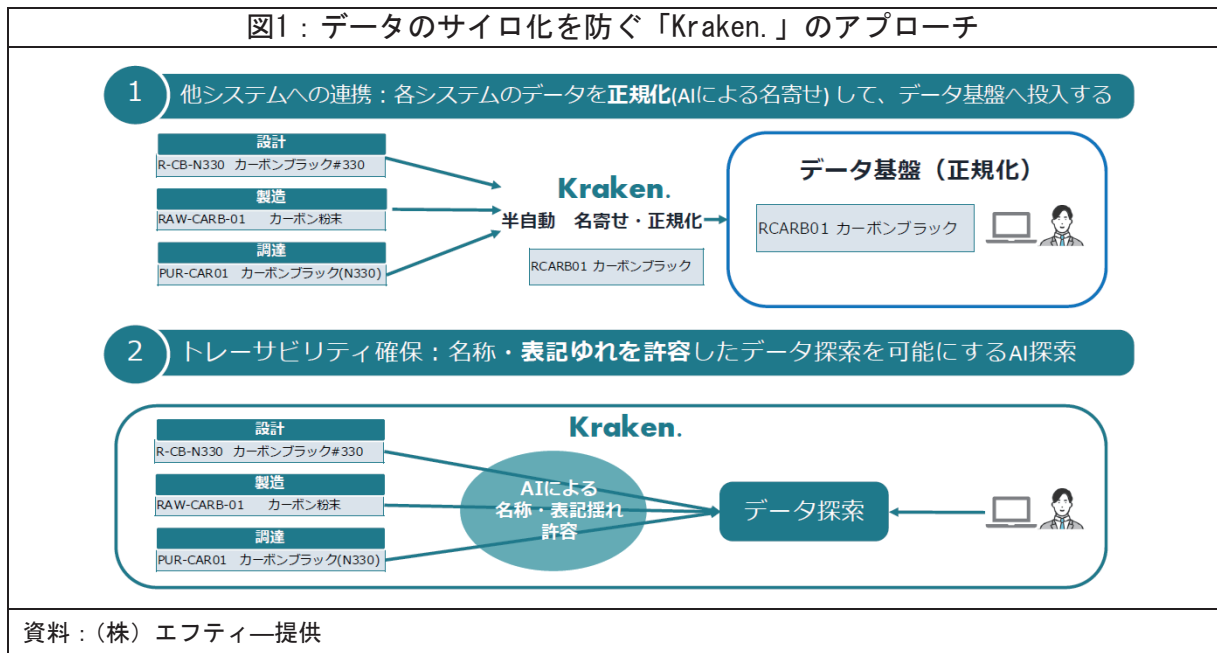 図1：データのサイロ化を防ぐ「Kraken.」のアプローチ
1
他システムへの連携：各システムのデータを正規化(AIによる名寄せ) して、データ基盤へ投入する
設計
R-CB-N330 カーボンブラック#330
製造
RAW-CARB-01 カーボン粉末
調達
PUR-CAR01 カーボンブラック(N330)
Kraken.
半自動 名寄せ・正規化
RCARB01 カーボンブラック
データ基盤（正規化）
RCARB01 カーボンブラック
2
トレーサビリティ確保：名称・表記ゆれを許容したデータ探索を可能にするAI探索
Kraken.
設計
R-CB-N330 カーボンブラック#330
製造
RAW-CARB-01 カーボン粉末
調達
PUR-CAR01 カーボンブラック(N330)
AIによる
名称・表記揺れ
許容
データ探索
資料：（株）エフティ―提供